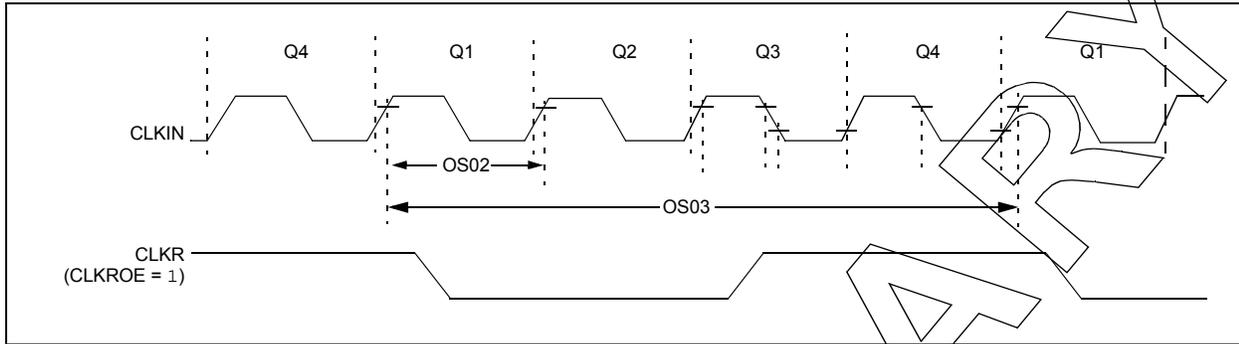 Q4 Q1 Q2 Q3 Q4 Q1
CLKIN
OS02
OS03
CLKR
(CLKROE = 1)
A R Y